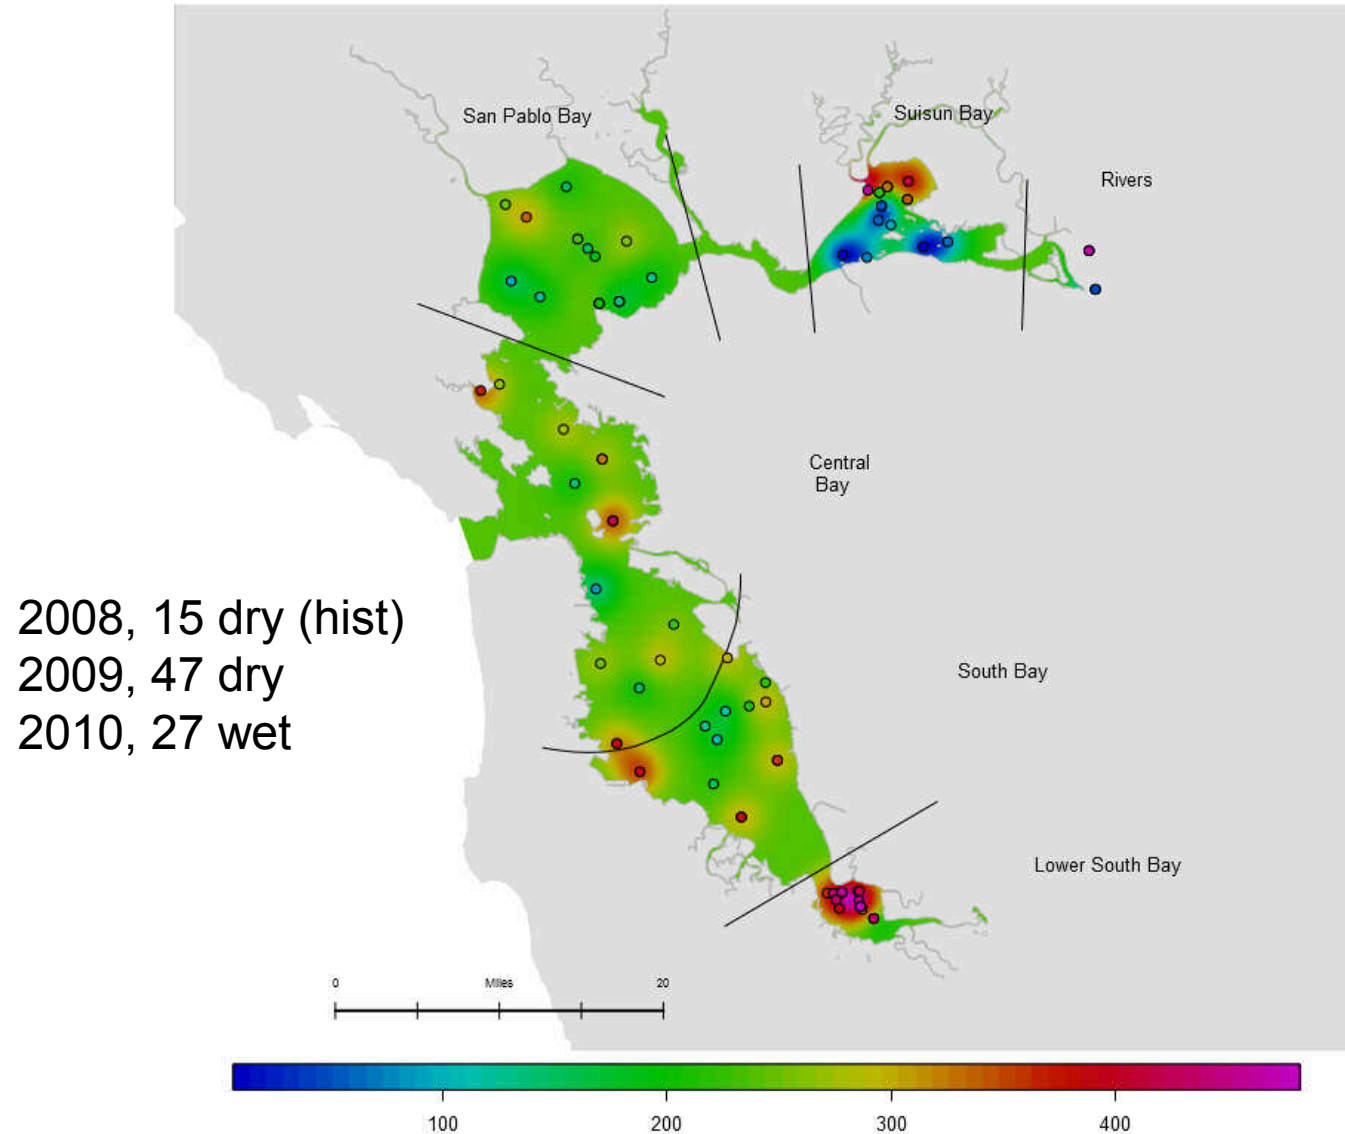 San Pablo Bay
Suisun Bay
Rivers
Central
Bay
2008, 15 dry (hist)
2009, 47 dry
2010, 27 wet
South Bay
Lower South Bay
0 Miles 20
100 200 300 400